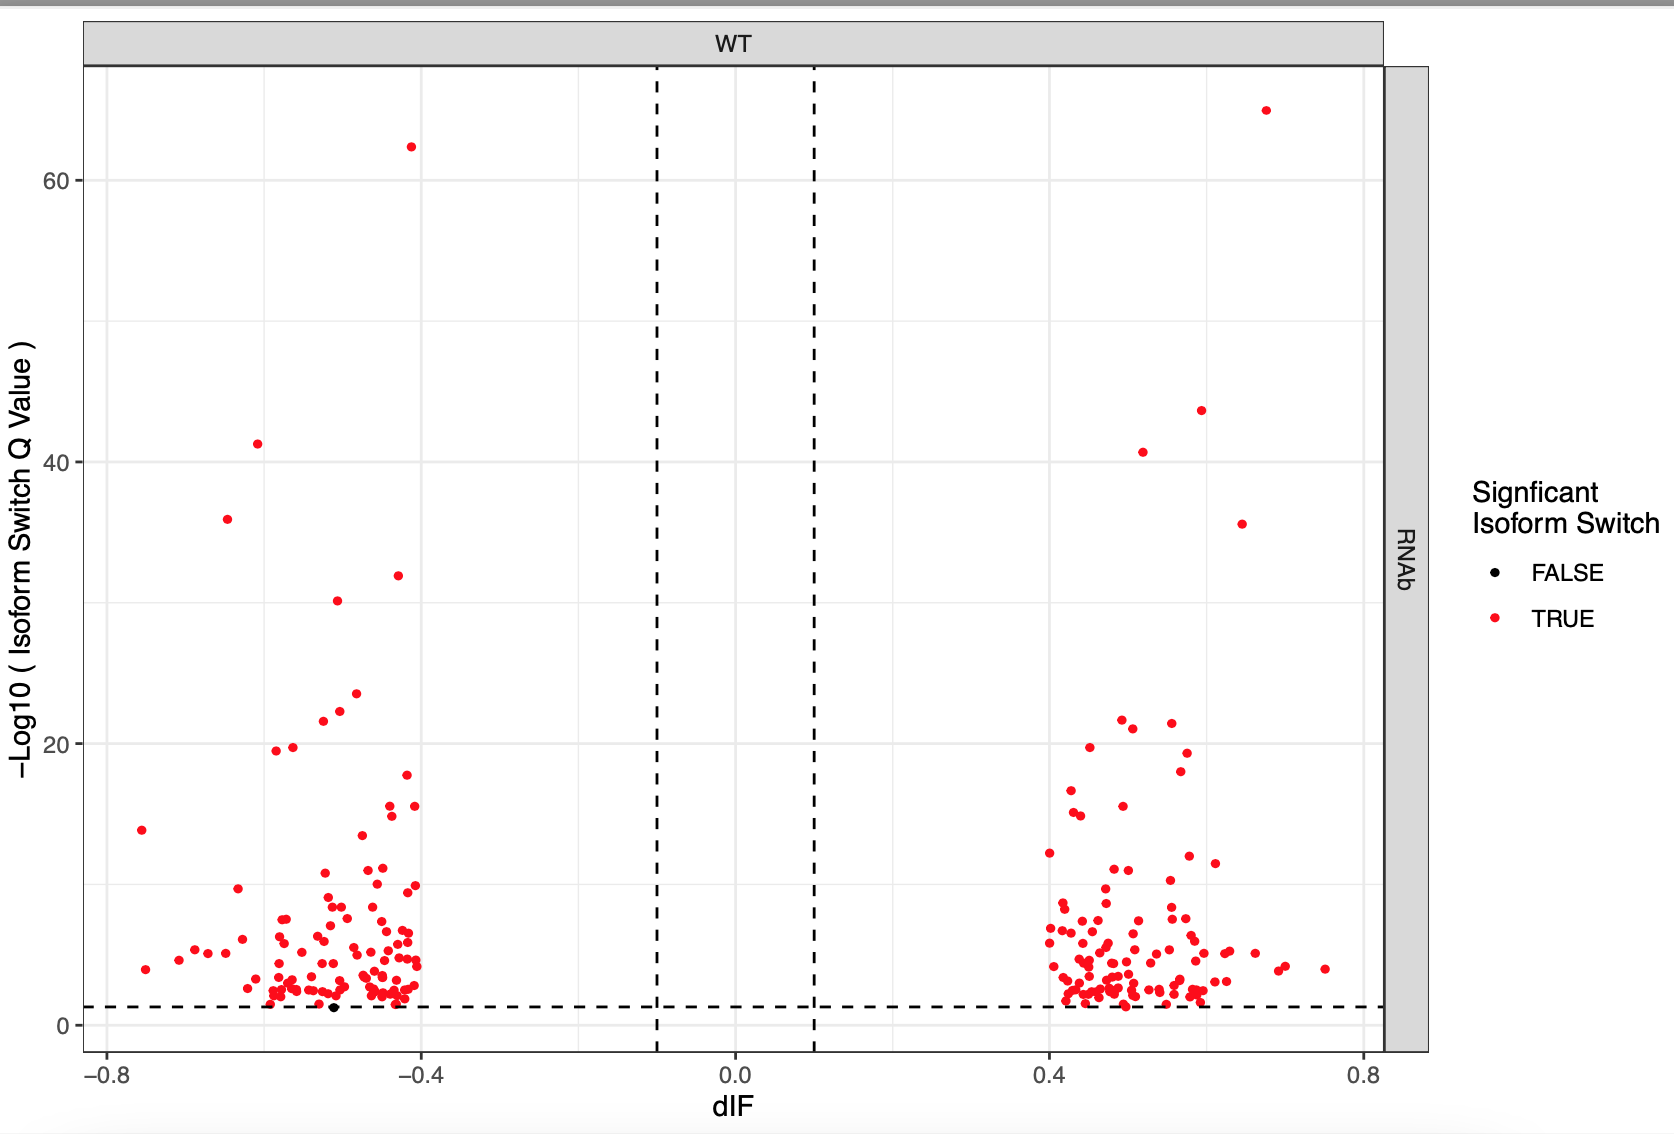 WT
RNAb
−Log10 ( Isoform Switch Q Value )
60
40
20
0
−0.8
−0.4
0.0
0.4
0.8
dIF
Signficant
Isoform Switch
FALSE
TRUE